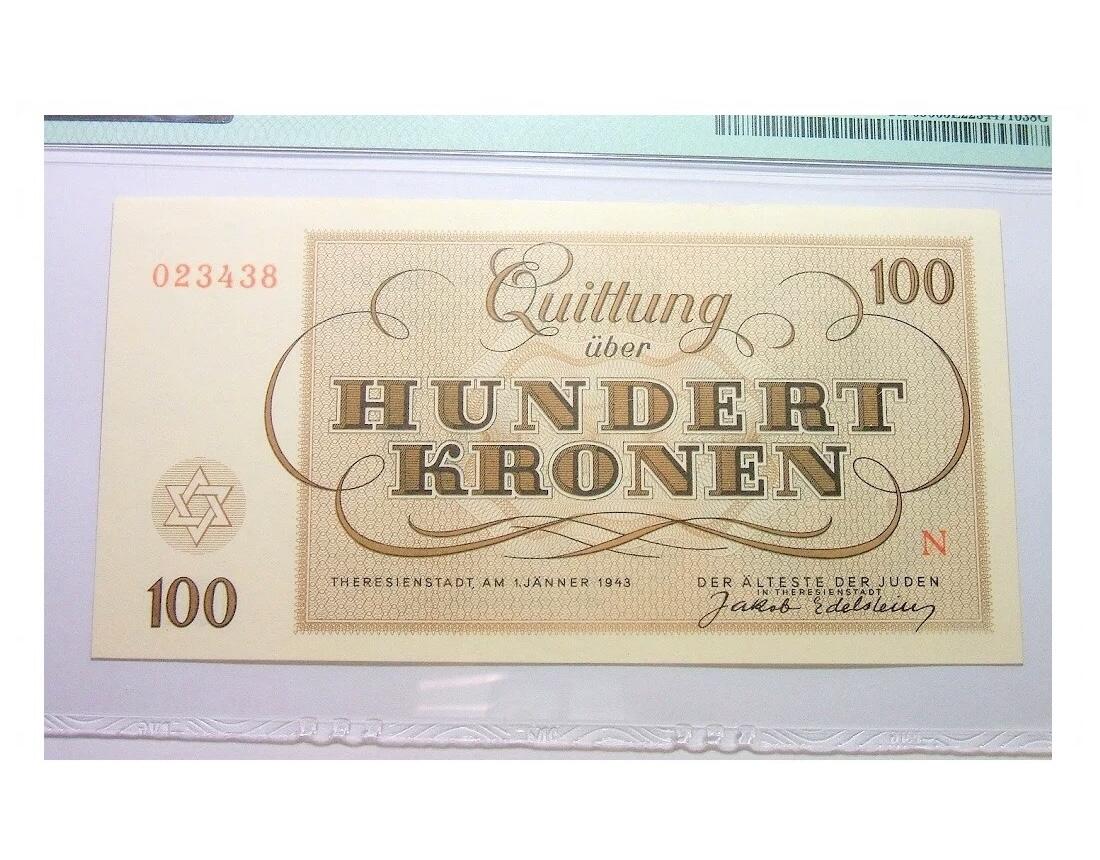 023438
Quittung
100
über
HUNDERT
KRONEN
N
100
THERESIENSTADT, AM 1. JÄNNER 1943
DER ÄLTESTE DER JUDEN
IN THERESIENSTADT
Jakob Edelstein